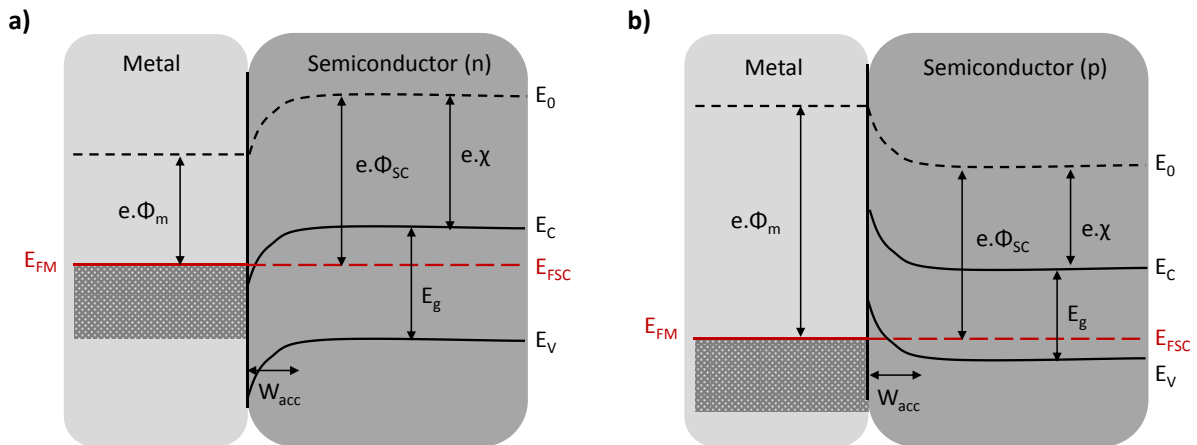 a)
Metal
Semiconductor (n)
E0
e.Φm
e.ΦSC
e.χ
EC
EFM
EFSC
Eg
EV
Wacc
b)
Metal
Semiconductor (p)
E0
e.Φm
e.ΦSC
e.χ
EC
EFM
Eg
EFSC
EV
Wacc